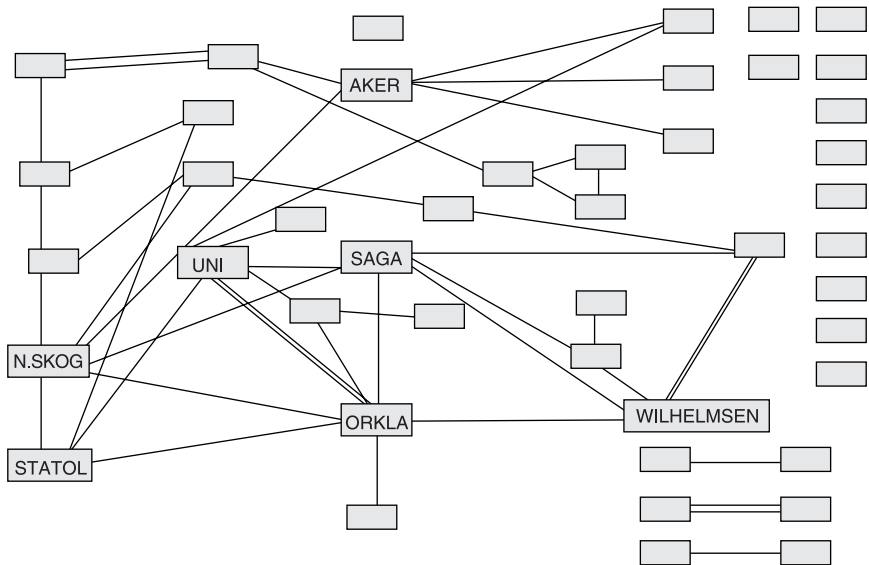 AKER
UNI
SAGA
N.SKOG
ORKLA
WILHELMSEN
STATOL